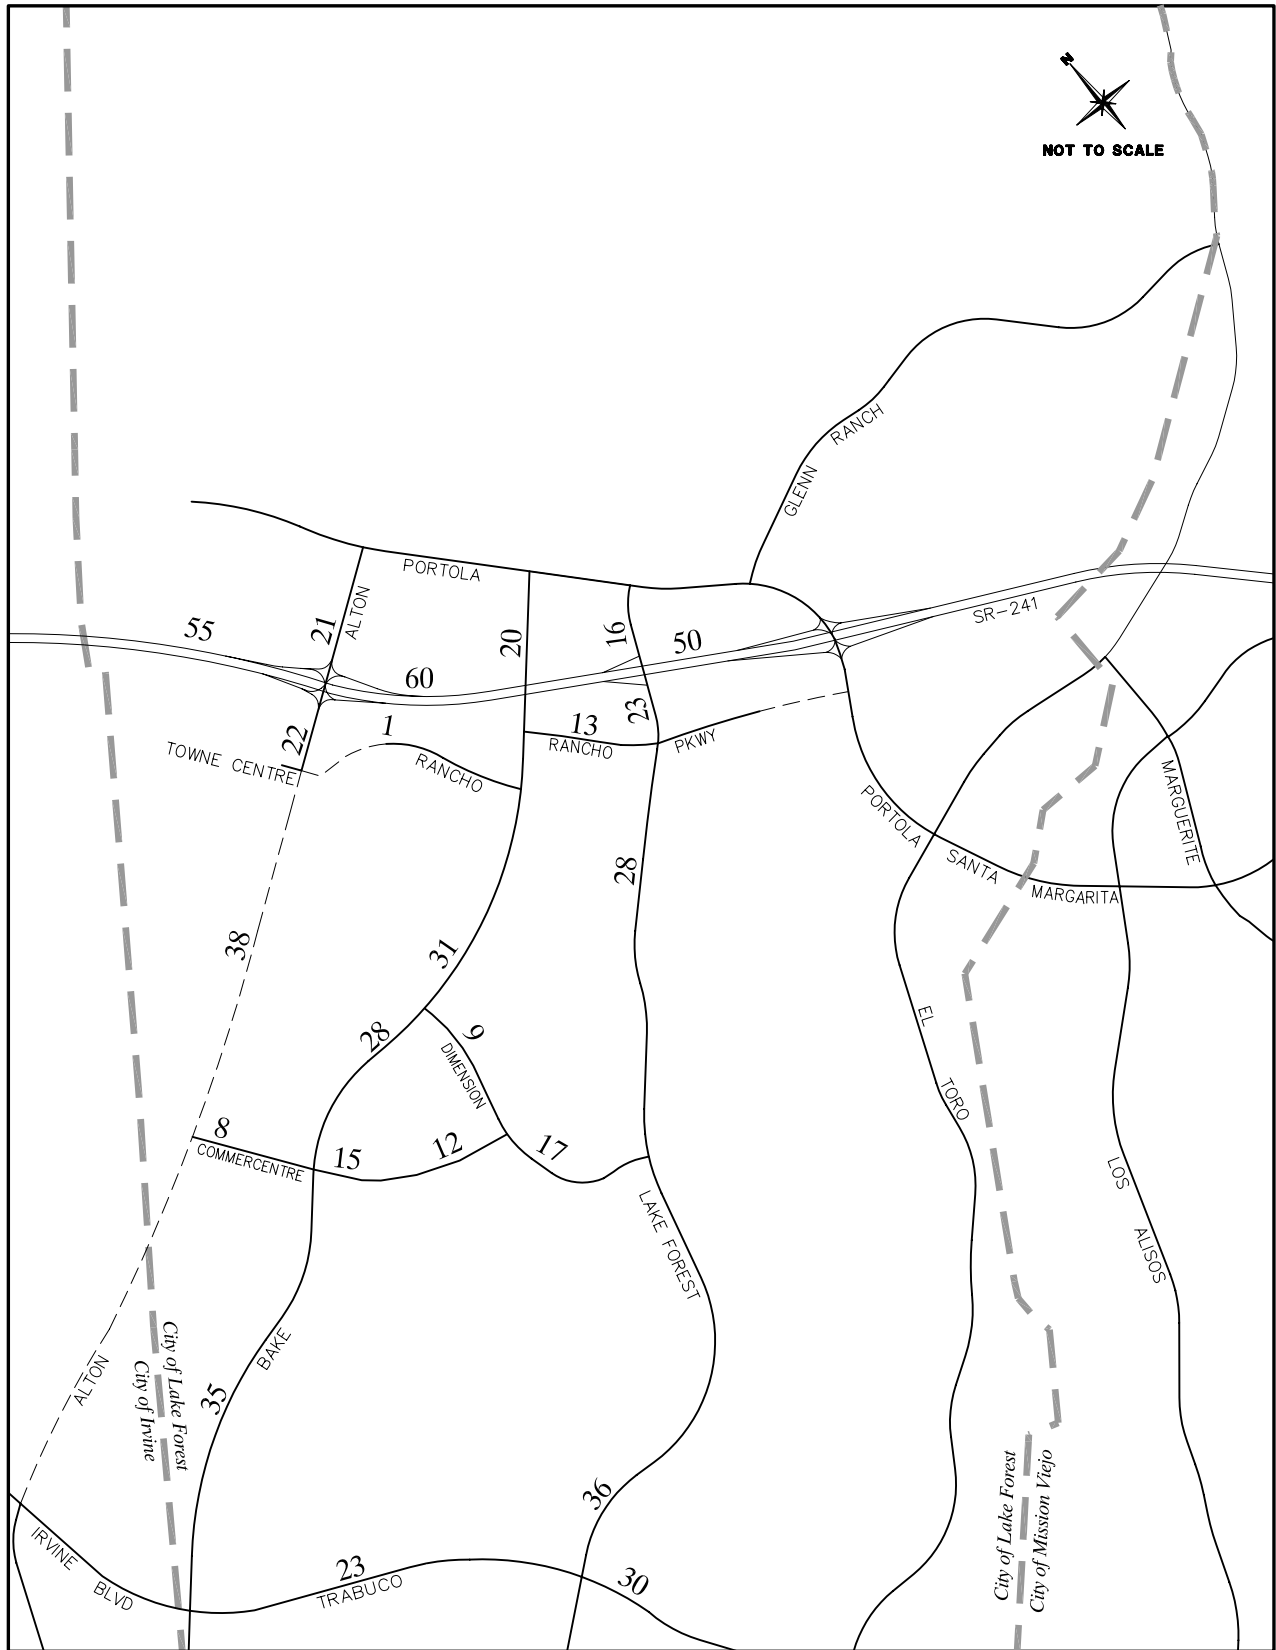 N
NOT TO SCALE
GLENN RANCH
PORTOLA
ALTON
21
20
16
50
55
60
SR-241
22
1
13
23
RANCHO
PKWY
TOWNE CENTRE
RANCHO
MARGUERITE
PORTOLA
SANTA
MARGARITA
28
38
31
28
9
DIMENSION
EL
TORO
8
COMMERCENTRE
15
12
17
LAKE FOREST
LOS
ALISOS
ALTON
City of Lake Forest
City of Irvine
BAKE
35
36
City of Lake Forest
City of Mission Viejo
IRVINE
BLVD
23
TRABUCO
30